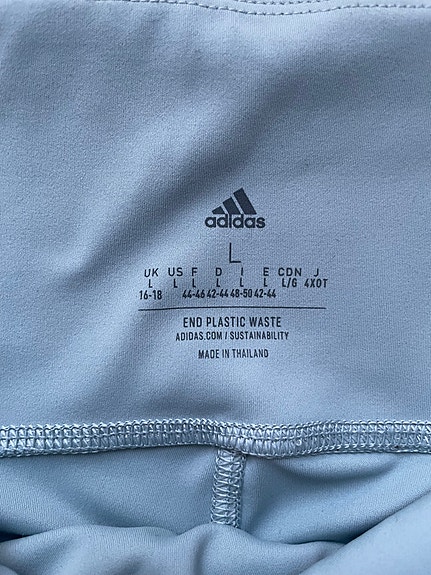 adidas
L
UK US F D I E CDN J
L L L L L L L/G 4XOT
16-18 44-46 42-44 48-50 42-44
END PLASTIC WASTE
ADIDAS.COM / SUSTAINABILITY
MADE IN THAILAND